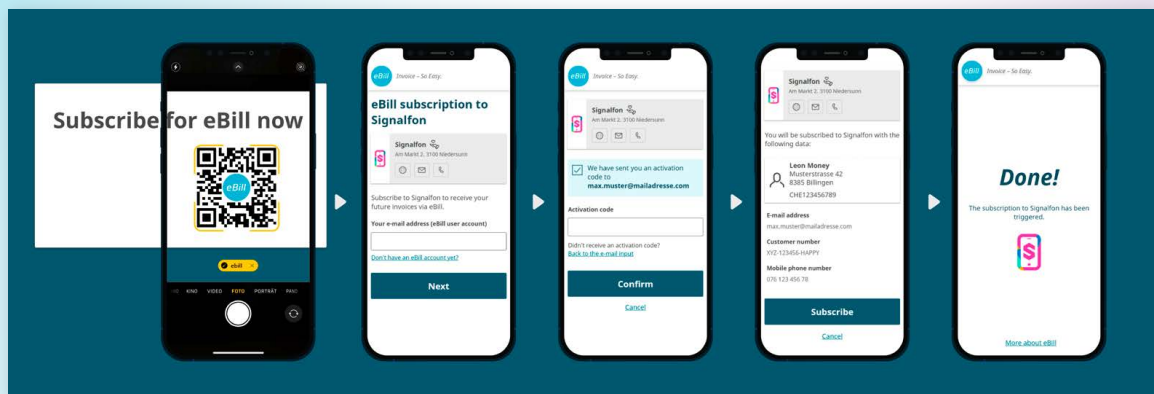 Subscribe for eBill now
eBill
ebill
KINO VIDEO FOTO PORTRÄT PANO
eBill Invoice – So Easy.
eBill subscription to
Signalfon
Signalfon
Am Markt 2, 3100 Niedersunn
Subscribe to Signalfon to receive your
future invoices via eBill.
Your e-mail address (eBill user account)
Don't have an eBill account yet?
Next
eBill Invoice – So Easy.
Signalfon
Am Markt 2, 3100 Niedersunn
We have sent you an activation
code to
max.muster@mailadresse.com
Activation code
Didn't receive an activation code?
Back to the e-mail input
Confirm
Cancel
Signalfon
Am Markt 2, 3100 Niedersunn
You will be subscribed to Signalfon with the
following data:
Leon Money
Musterstrasse 42
8385 Billingen
CHE123456789
E-mail address
max.muster@mailadresse.com
Customer number
XYZ-123456-HAPPY
Mobile phone number
076 123 456 78
Subscribe
Cancel
eBill Invoice – So Easy.
Done!
The subscription to Signalfon has been
triggered.
More about eBill